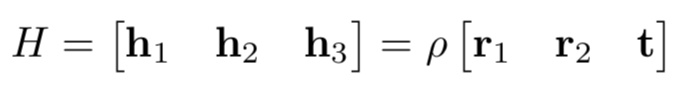 H = [h₁ h₂ h₃] = ρ [r₁ r₂ t]